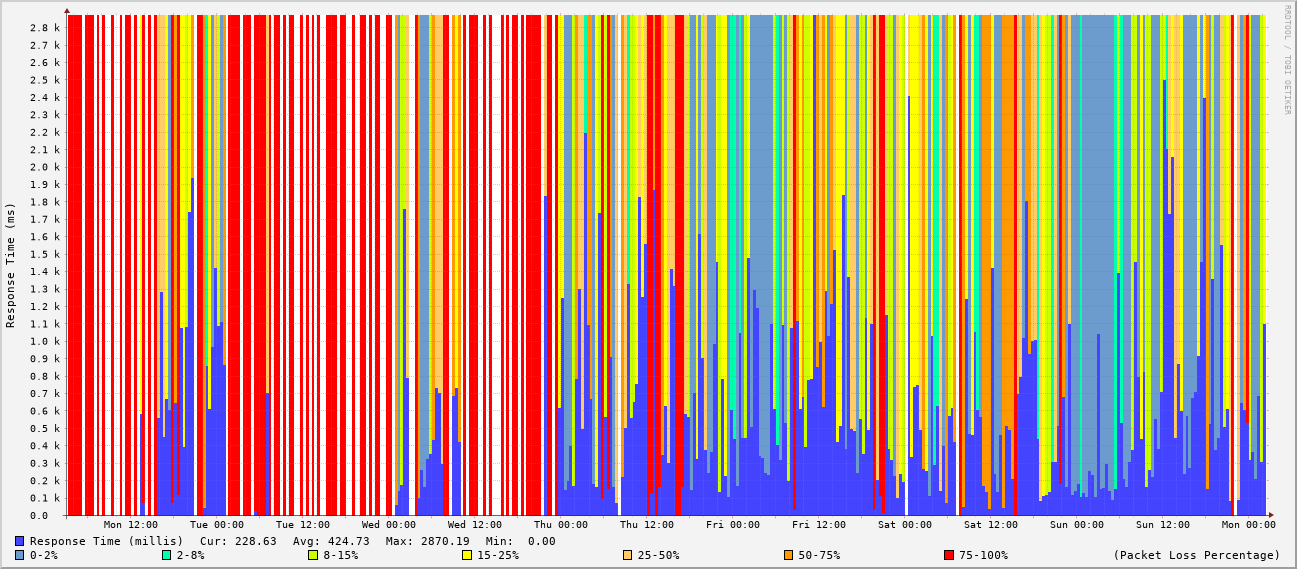 RRDTOOL / TOBI OETIKER
Response Time (ms)
2.8 k
2.7 k
2.6 k
2.5 k
2.4 k
2.3 k
2.2 k
2.1 k
2.0 k
1.9 k
1.8 k
1.7 k
1.6 k
1.5 k
1.4 k
1.3 k
1.2 k
1.1 k
1.0 k
0.9 k
0.8 k
0.7 k
0.6 k
0.5 k
0.4 k
0.3 k
0.2 k
0.1 k
0.0
Mon 12:00 Tue 00:00 Tue 12:00 Wed 00:00 Wed 12:00 Thu 00:00 Thu 12:00 Fri 00:00 Fri 12:00 Sat 00:00 Sat 12:00 Sun 00:00 Sun 12:00 Mon 00:00
Response Time (millis) Cur: 228.63 Avg: 424.73 Max: 2870.19 Min: 0.00
0-2% 2-8% 8-15% 15-25% 25-50% 50-75% 75-100% (Packet Loss Percentage)